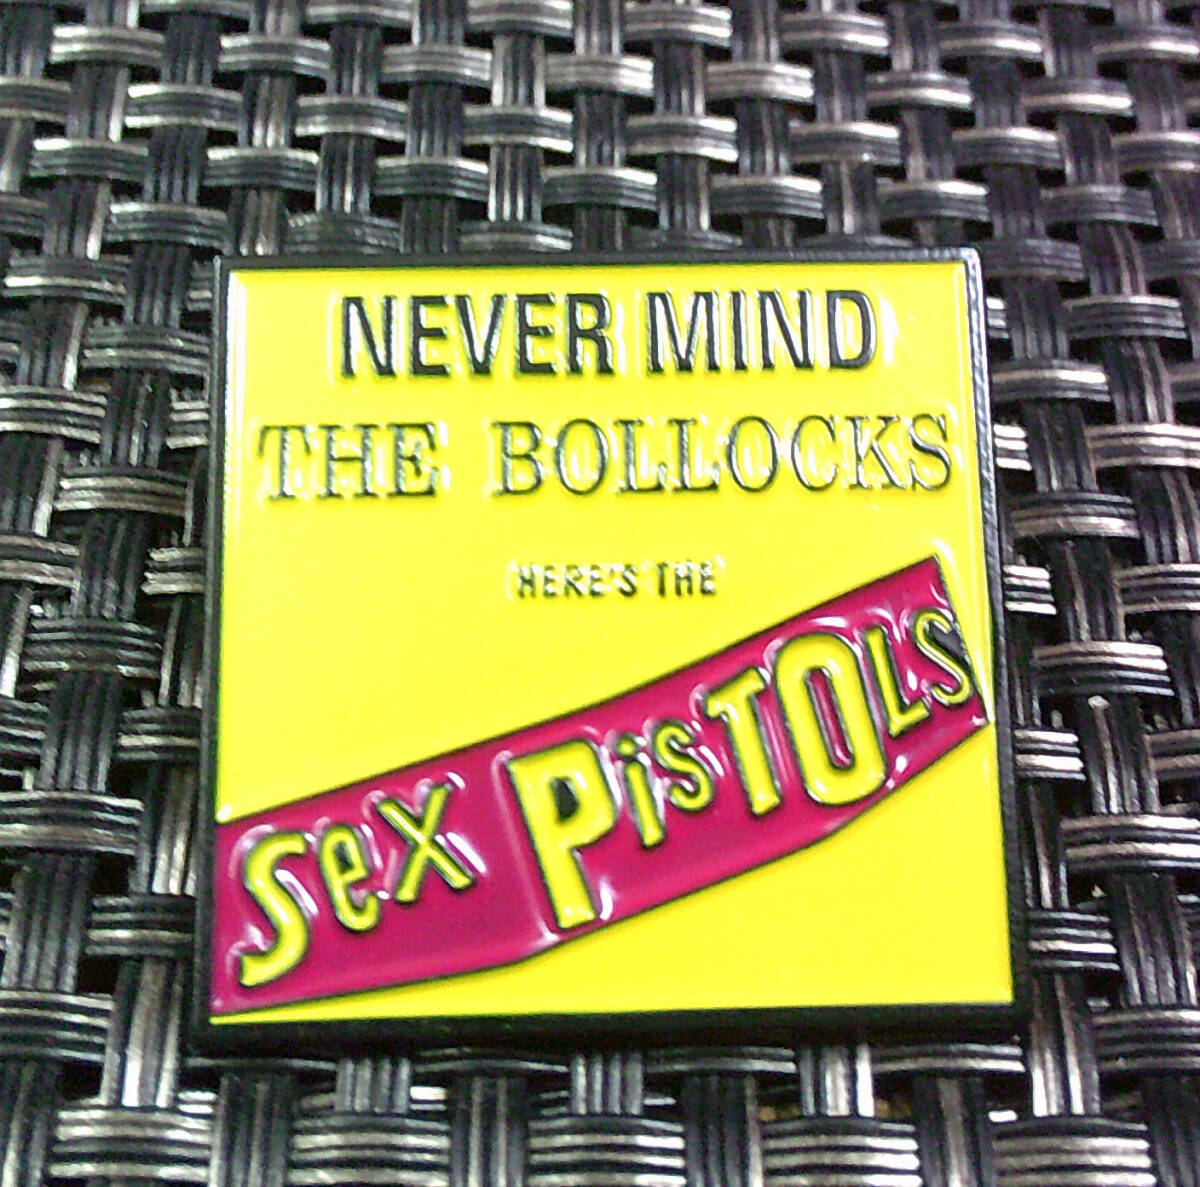 NEVER MIND
THE BOLLOCKS
HERE'S THE
SeX PiSTOLS